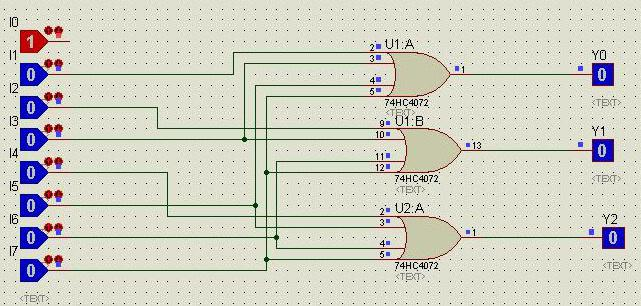 I0
1
I1
0
I2
0
I3
0
I4
0
I5
0
I6
0
I7
0
<TEXT>
U1:A
2
3
4
5
1
74HC4072
<TEXT>
U1:B
9
10
11
12
13
74HC4072
<TEXT>
U2:A
2
3
4
5
1
74HC4072
<TEXT>
Y0
0
<TEXT>
Y1
0
<TEXT>
Y2
0
<TEXT>